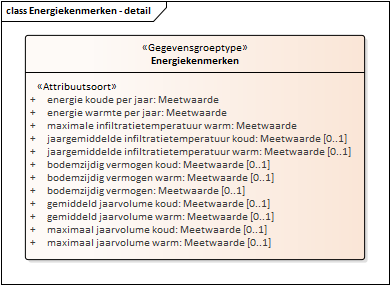 class Energiekenmerken - detail
«Gegevensgroeptype»
Energiekenmerken
«Attribuutsoort»
+ energie koude per jaar: Meetwaarde
+ energie warmte per jaar: Meetwaarde
+ maximale infiltratietemperatuur warm: Meetwaarde
+ jaargemiddelde infiltratietemperatuur koud: Meetwaarde [0..1]
+ jaargemiddelde infiltratietemperatuur warm: Meetwaarde [0..1]
+ bodemzijdig vermogen koud: Meetwaarde [0..1]
+ bodemzijdig vermogen warm: Meetwaarde [0..1]
+ bodemzijdig vermogen: Meetwaarde [0..1]
+ gemiddeld jaarvolume koud: Meetwaarde [0..1]
+ gemiddeld jaarvolume warm: Meetwaarde [0..1]
+ maximaal jaarvolume koud: Meetwaarde [0..1]
+ maximaal jaarvolume warm: Meetwaarde [0..1]